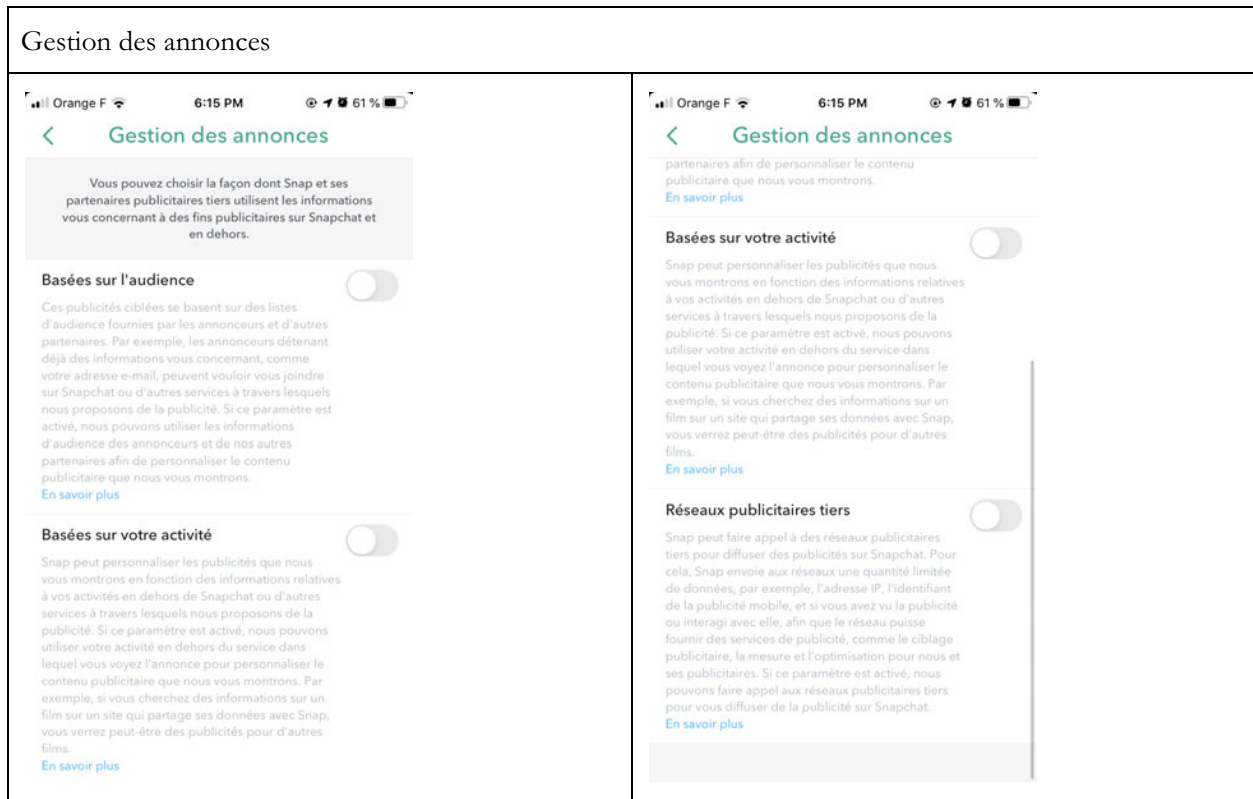 Gestion des annonces
Orange F 6:15 PM 61 %
Gestion des annonces
Vous pouvez choisir la façon dont Snap et ses
partenaires publicitaires tiers utilisent les informations
vous concernant à des fins publicitaires sur Snapchat et
en dehors.
Basées sur l'audience
Ces publicités ciblées se basent sur des listes
d'audience fournies par les annonceurs et d'autres
partenaires. Par exemple, les annonceurs détenant
déjà des informations vous concernant, comme
votre adresse e-mail, peuvent vouloir vous joindre
sur Snapchat ou d'autres services à travers lesquels
nous proposons de la publicité. Si ce paramètre est
activé, nous pouvons utiliser les informations
d'audience des annonceurs et de nos autres
partenaires afin de personnaliser le contenu
publicitaire que nous vous montrons.
En savoir plus
Basées sur votre activité
Snap peut personnaliser les publicités que nous
vous montrons en fonction des informations relatives
à vos activités en dehors de Snapchat ou d'autres
services à travers lesquels nous proposons de la
publicité. Si ce paramètre est activé, nous pouvons
utiliser votre activité en dehors du service dans
lequel vous voyez l'annonce pour personnaliser le
contenu publicitaire que nous vous montrons. Par
exemple, si vous cherchez des informations sur un
film sur un site qui partage ses données avec Snap,
vous verrez peut-être des publicités pour d'autres
films.
En savoir plus
Orange F 6:15 PM 61 %
Gestion des annonces
partenaires afin de personnaliser le contenu
publicitaire que nous vous montrons.
En savoir plus
Basées sur votre activité
Snap peut personnaliser les publicités que nous
vous montrons en fonction des informations relatives
à vos activités en dehors de Snapchat ou d'autres
services à travers lesquels nous proposons de la
publicité. Si ce paramètre est activé, nous pouvons
utiliser votre activité en dehors du service dans
lequel vous voyez l'annonce pour personnaliser le
contenu publicitaire que nous vous montrons. Par
exemple, si vous cherchez des informations sur un
film sur un site qui partage ses données avec Snap,
vous verrez peut-être des publicités pour d'autres
films.
En savoir plus
Réseaux publicitaires tiers
Snap peut faire appel à des réseaux publicitaires
tiers pour diffuser des publicités sur Snapchat. Pour
cela, Snap envoie aux réseaux une quantité limitée
de données, par exemple, l'adresse IP, l'identifiant
de la publicité mobile, et si vous avez vu la publicité
ou interagi avec elle, afin que le réseau puisse
fournir des services de publicité, comme le ciblage
publicitaire, la mesure et l'optimisation pour nous et
ses publicitaires. Si ce paramètre est activé, nous
pouvons faire appel aux réseaux publicitaires tiers
pour vous diffuser de la publicité sur Snapchat.
En savoir plus